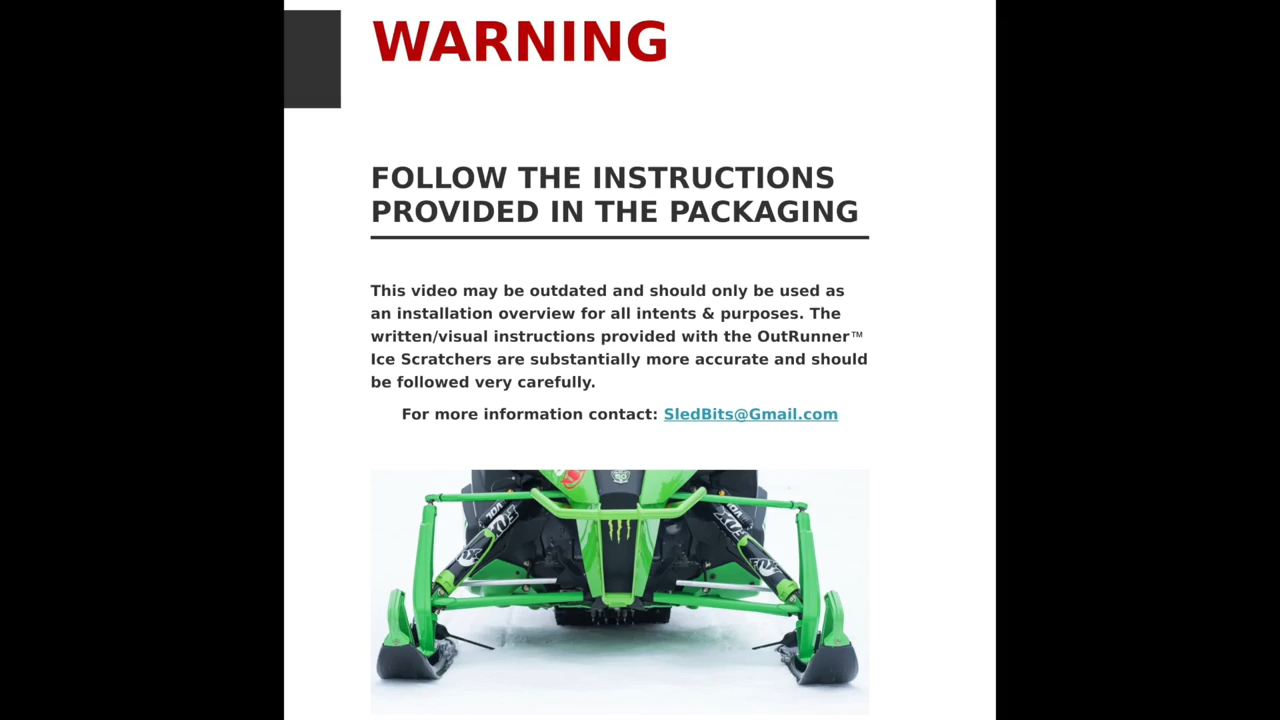 WARNING
FOLLOW THE INSTRUCTIONS
PROVIDED IN THE PACKAGING
This video may be outdated and should only be used as
an installation overview for all intents & purposes. The
written/visual instructions provided with the OutRunner™
Ice Scratchers are substantially more accurate and should
be followed very carefully.
For more information contact: SledBits@Gmail.com
FOX
FOX
FOX
FOX